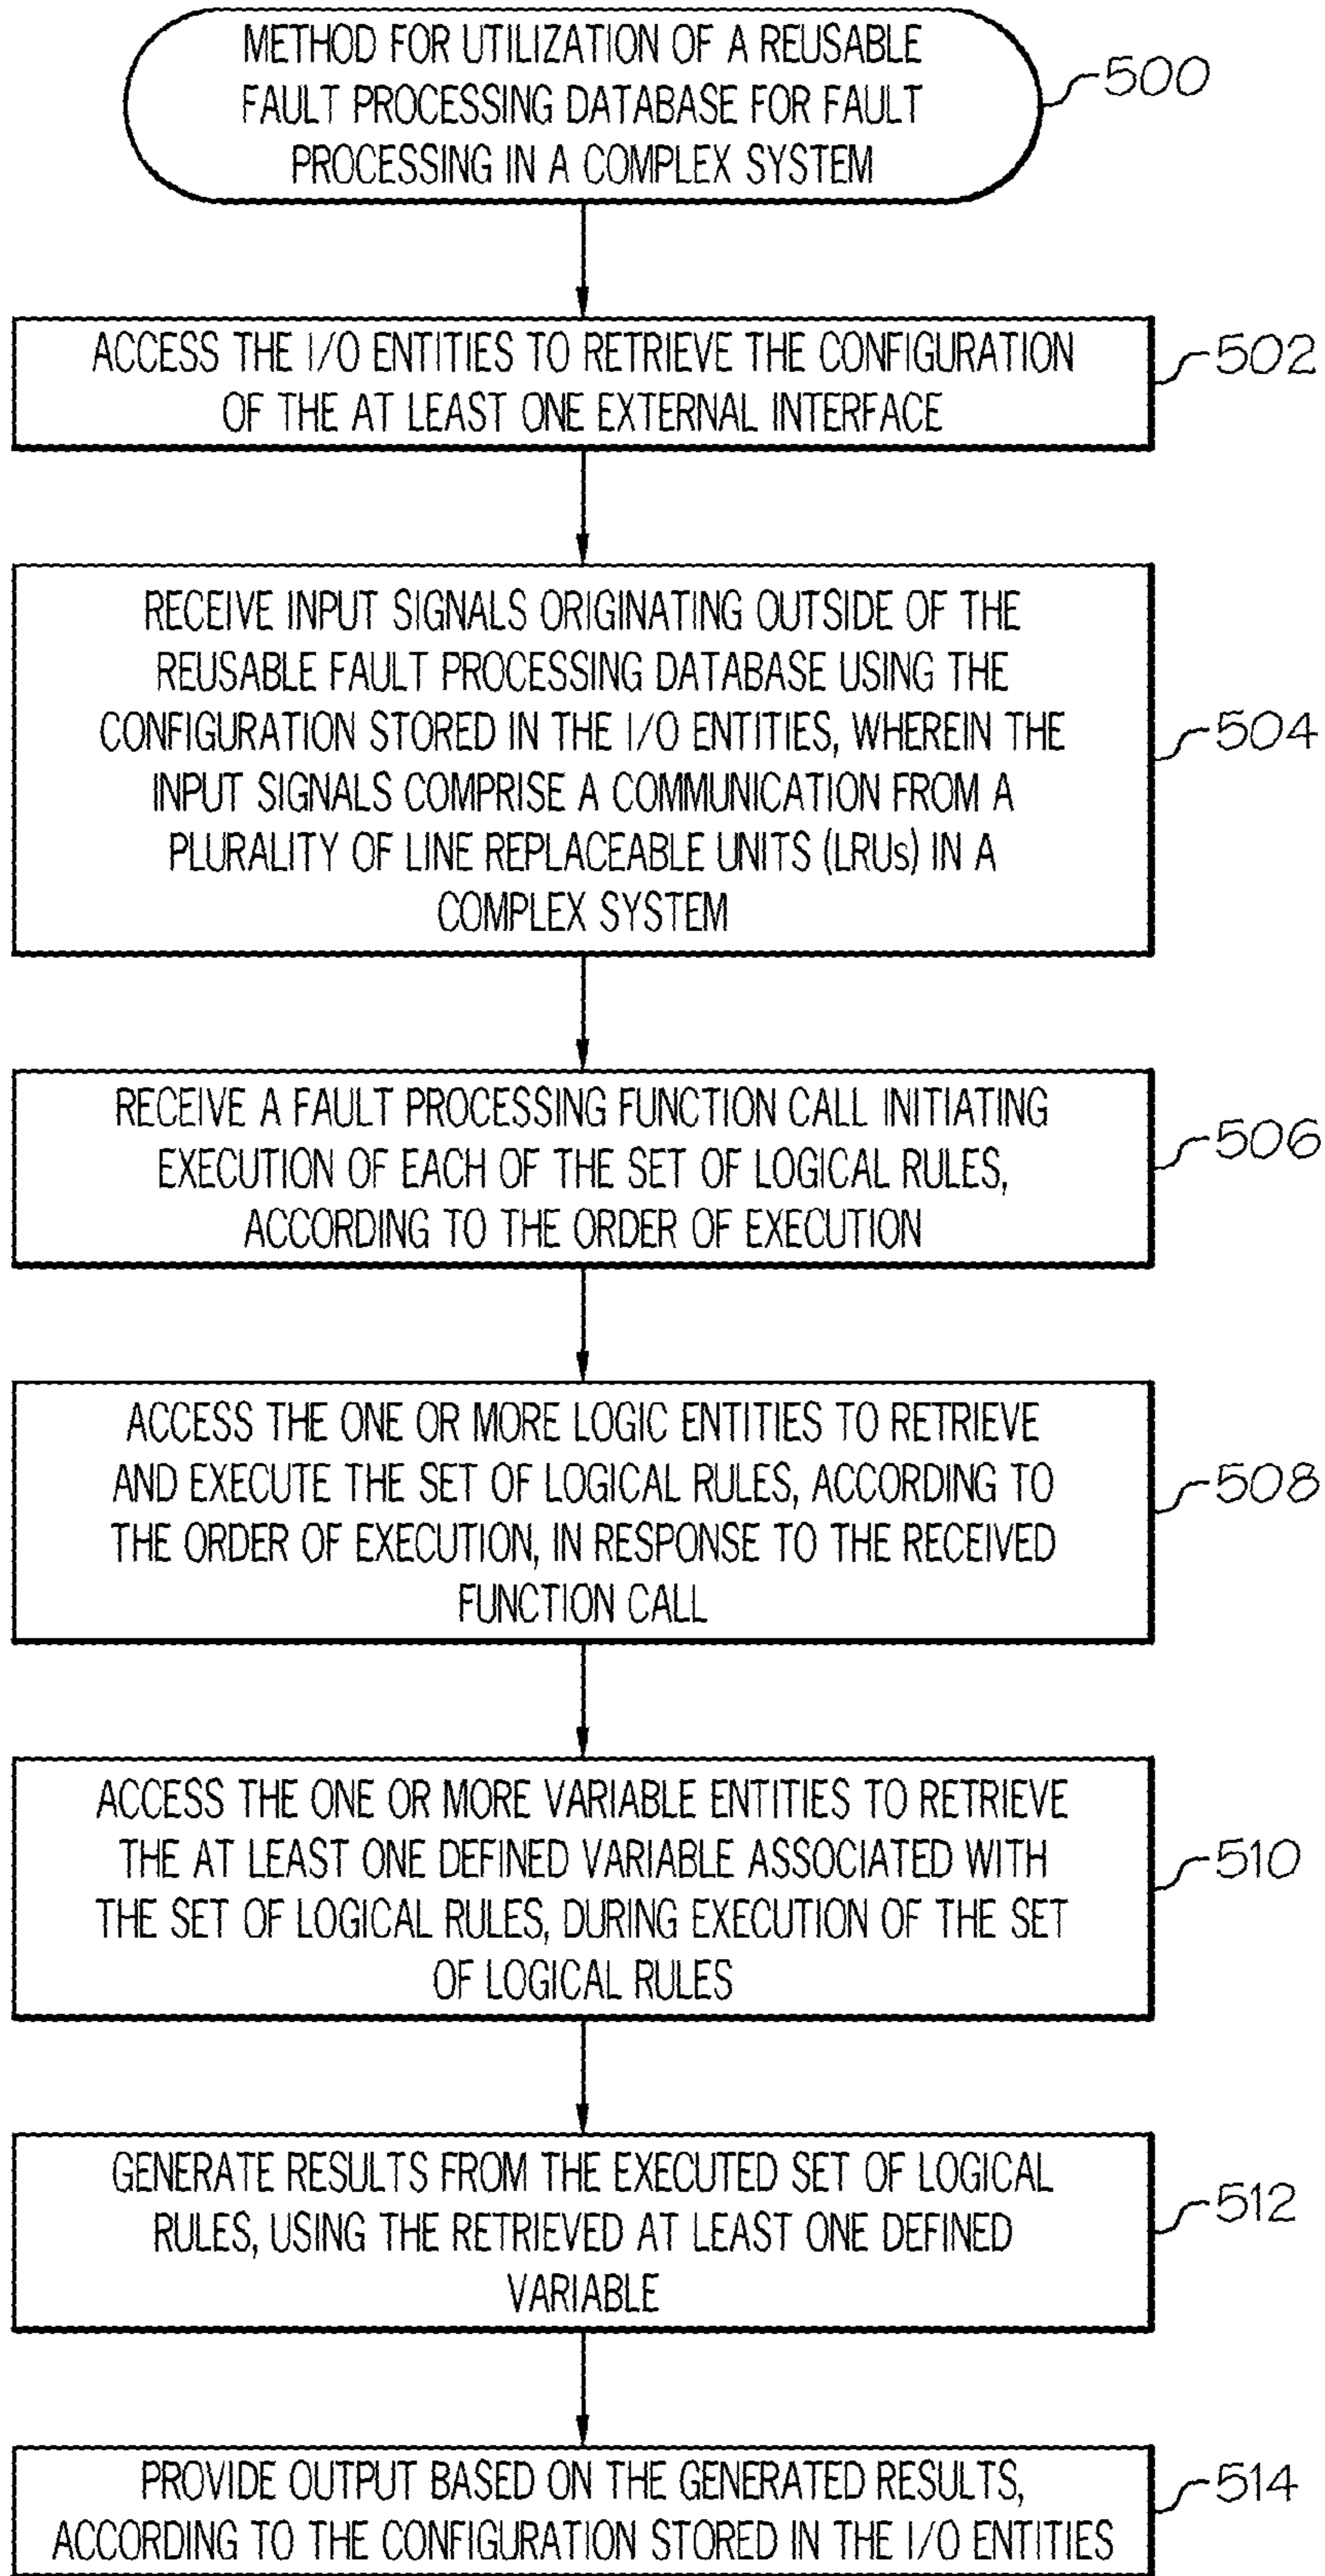 METHOD FOR UTILIZATION OF A REUSABLE
FAULT PROCESSING DATABASE FOR FAULT
PROCESSING IN A COMPLEX SYSTEM
500
ACCESS THE I/O ENTITIES TO RETRIEVE THE CONFIGURATION
OF THE AT LEAST ONE EXTERNAL INTERFACE
502
RECEIVE INPUT SIGNALS ORIGINATING OUTSIDE OF THE
REUSABLE FAULT PROCESSING DATABASE USING THE
CONFIGURATION STORED IN THE I/O ENTITIES, WHEREIN THE
INPUT SIGNALS COMPRISE A COMMUNICATION FROM A
PLURALITY OF LINE REPLACEABLE UNITS (LRUs) IN A
COMPLEX SYSTEM
504
RECEIVE A FAULT PROCESSING FUNCTION CALL INITIATING
EXECUTION OF EACH OF THE SET OF LOGICAL RULES,
ACCORDING TO THE ORDER OF EXECUTION
506
ACCESS THE ONE OR MORE LOGIC ENTITIES TO RETRIEVE
AND EXECUTE THE SET OF LOGICAL RULES, ACCORDING TO
THE ORDER OF EXECUTION, IN RESPONSE TO THE RECEIVED
FUNCTION CALL
508
ACCESS THE ONE OR MORE VARIABLE ENTITIES TO RETRIEVE
THE AT LEAST ONE DEFINED VARIABLE ASSOCIATED WITH
THE SET OF LOGICAL RULES, DURING EXECUTION OF THE SET
OF LOGICAL RULES
510
GENERATE RESULTS FROM THE EXECUTED SET OF LOGICAL
RULES, USING THE RETRIEVED AT LEAST ONE DEFINED
VARIABLE
512
PROVIDE OUTPUT BASED ON THE GENERATED RESULTS,
ACCORDING TO THE CONFIGURATION STORED IN THE I/O ENTITIES
514